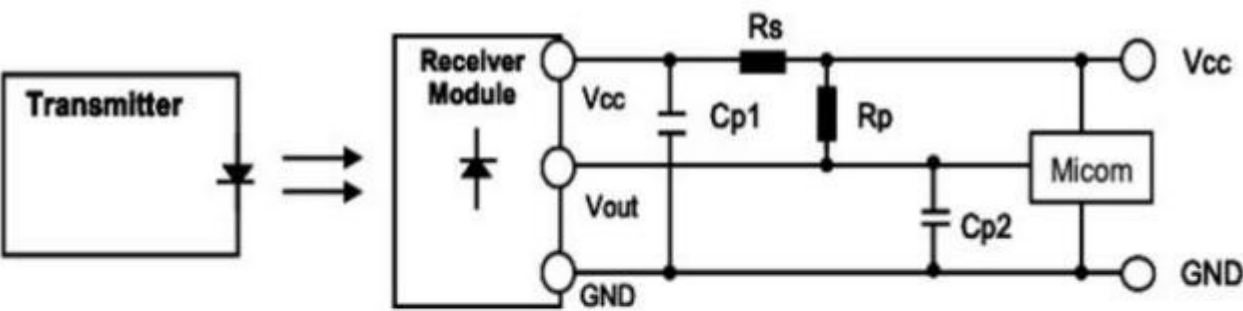 Transmitter
Receiver
Module
Vcc
Vout
GND
Rs
Cp1
Rp
Cp2
Micom
Vcc
GND